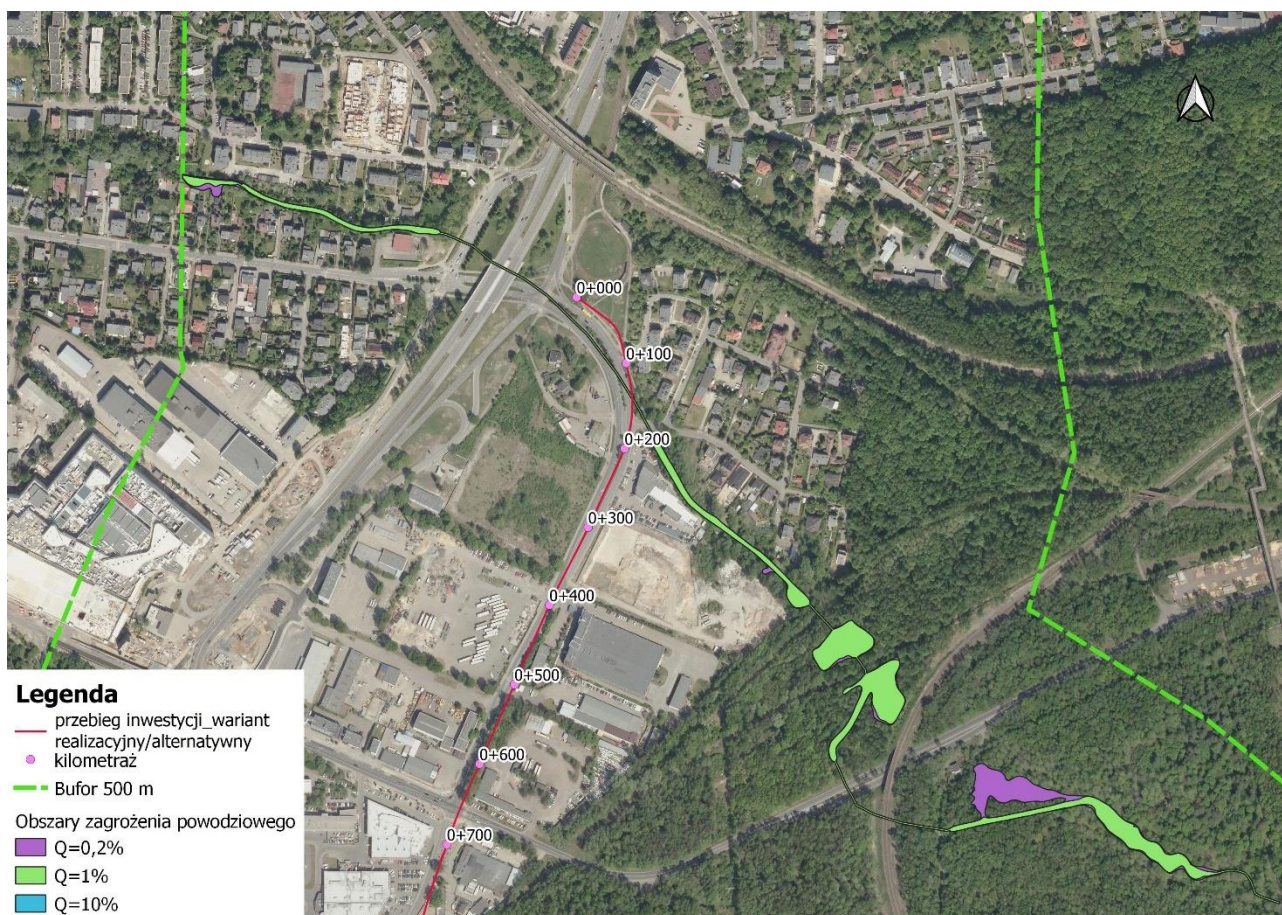 0+000
0+100
0+200
0+300
0+400
0+500
0+600
0+700
Legenda
przebieg inwestycji_wariant
realizacyjny/alternatywny
kilometraż
Bufor 500 m
Obszary zagrożenia powodziowego
Q=0,2%
Q=1%
Q=10%